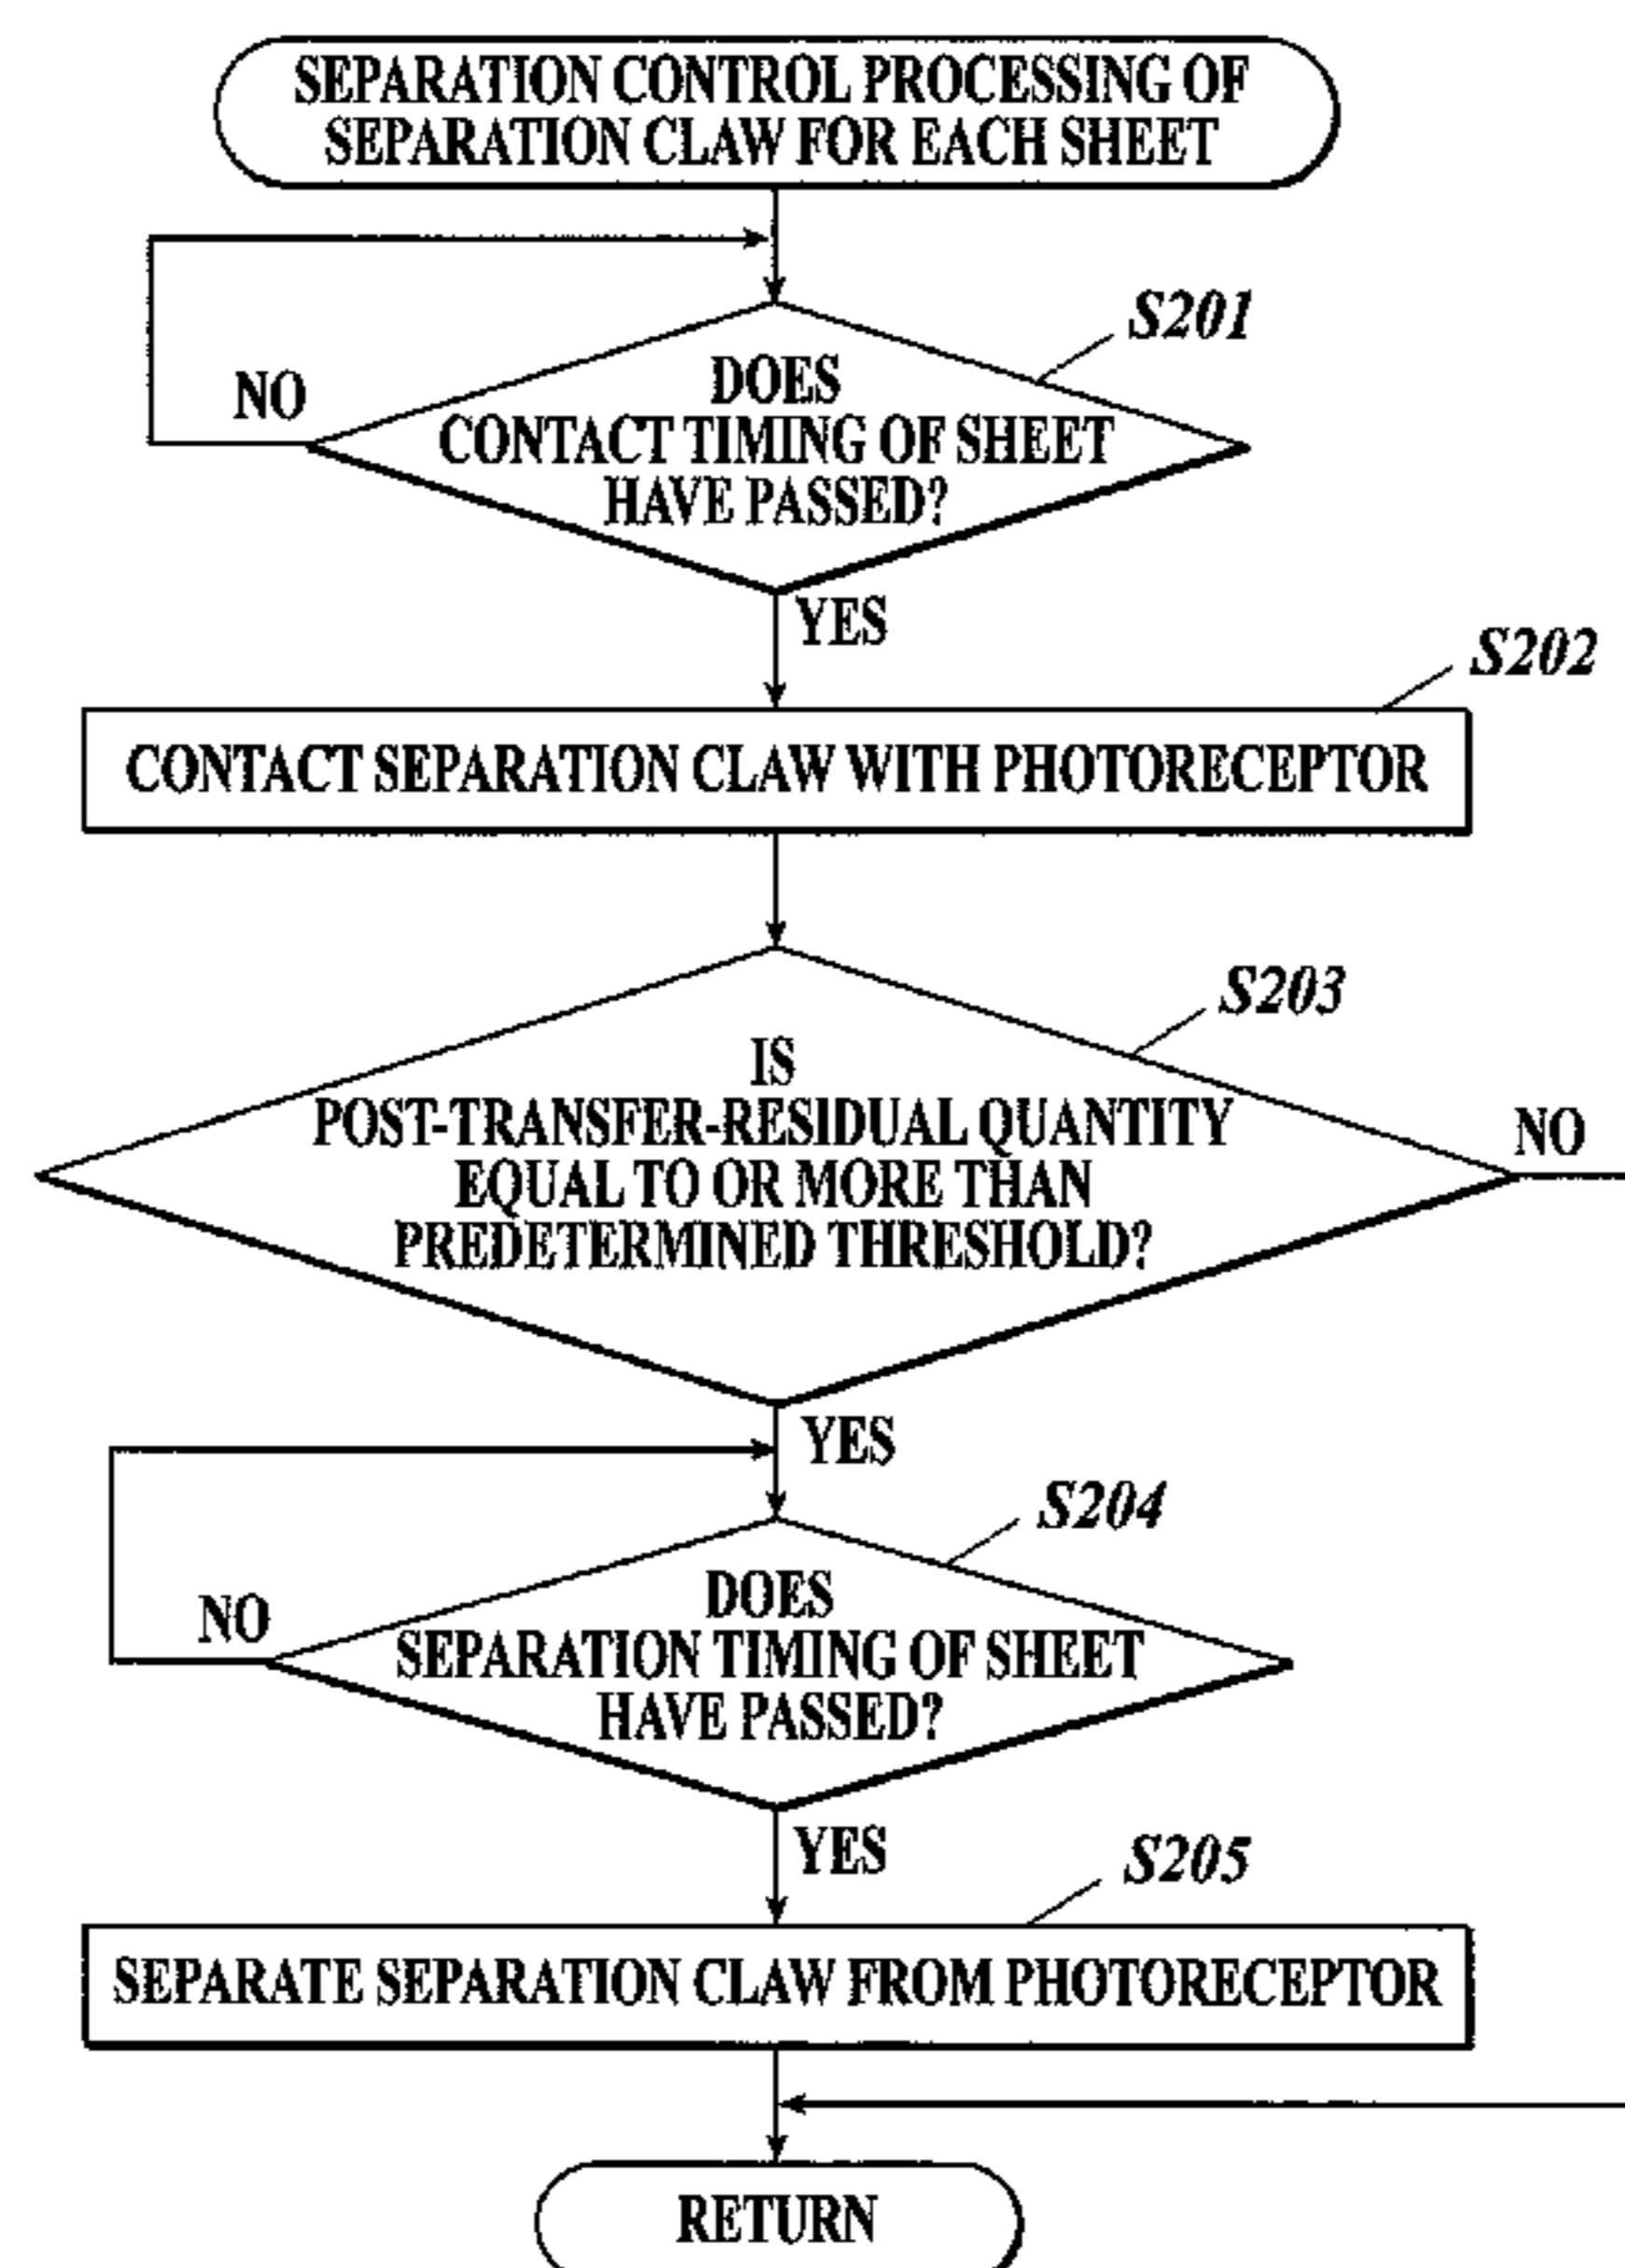 SEPARATION CONTROL PROCESSING OF
SEPARATION CLAW FOR EACH SHEET
S201
NO
DOES
CONTACT TIMING OF SHEET
HAVE PASSED?
YES
S202
CONTACT SEPARATION CLAW WITH PHOTORECEPTOR
S203
IS
POST-TRANSFER-RESIDUAL QUANTITY
EQUAL TO OR MORE THAN
PREDETERMINED THRESHOLD?
NO
YES
S204
NO
DOES
SEPARATION TIMING OF SHEET
HAVE PASSED?
YES
S205
SEPARATE SEPARATION CLAW FROM PHOTORECEPTOR
RETURN